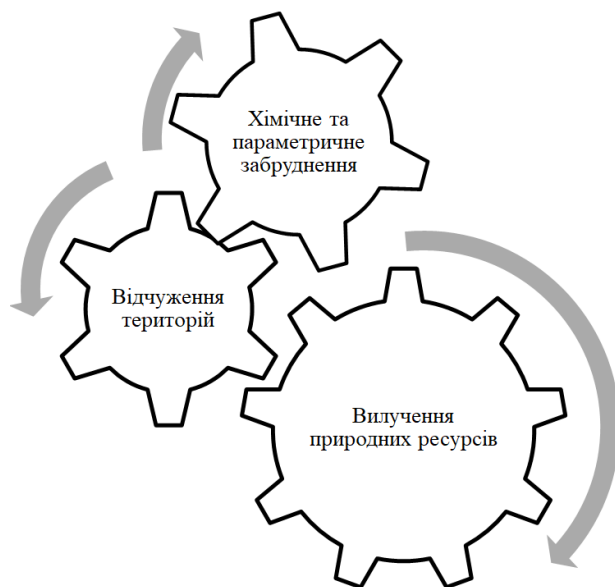 Хімічне та
параметричне
забруднення
Відчуження
територій
Вилучення
природних ресурсів